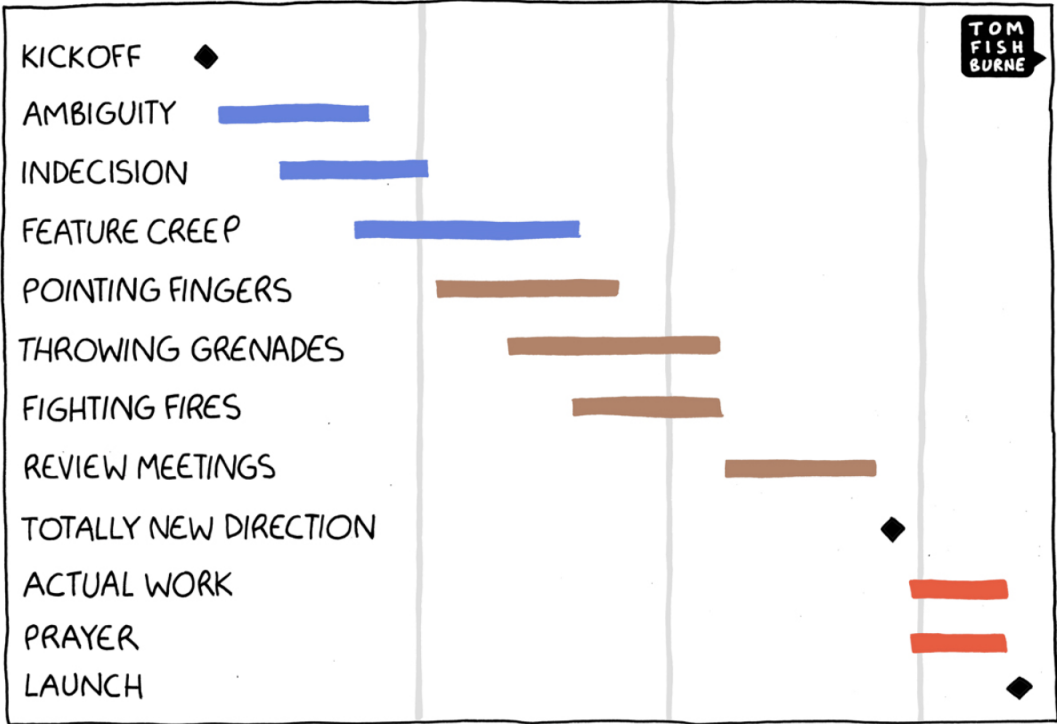 TOM
FISH
BURNE
KICKOFF
AMBIGUITY
INDECISION
FEATURE CREEP
POINTING FINGERS
THROWING GRENADES
FIGHTING FIRES
REVIEW MEETINGS
TOTALLY NEW DIRECTION
ACTUAL WORK
PRAYER
LAUNCH